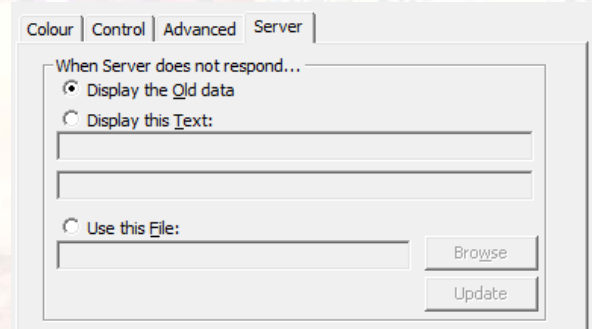 Colour Control Advanced Server
When Server does not respond...
Display the Old data
Display this Text:
Use this File:
Browse
Update